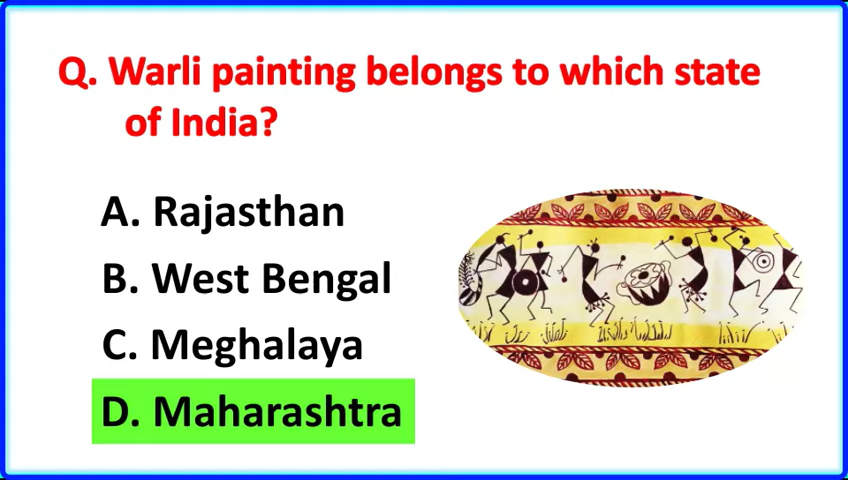 Q. Warli painting belongs to which state
of India?
A. Rajasthan
B. West Bengal
C. Meghalaya
D. Maharashtra